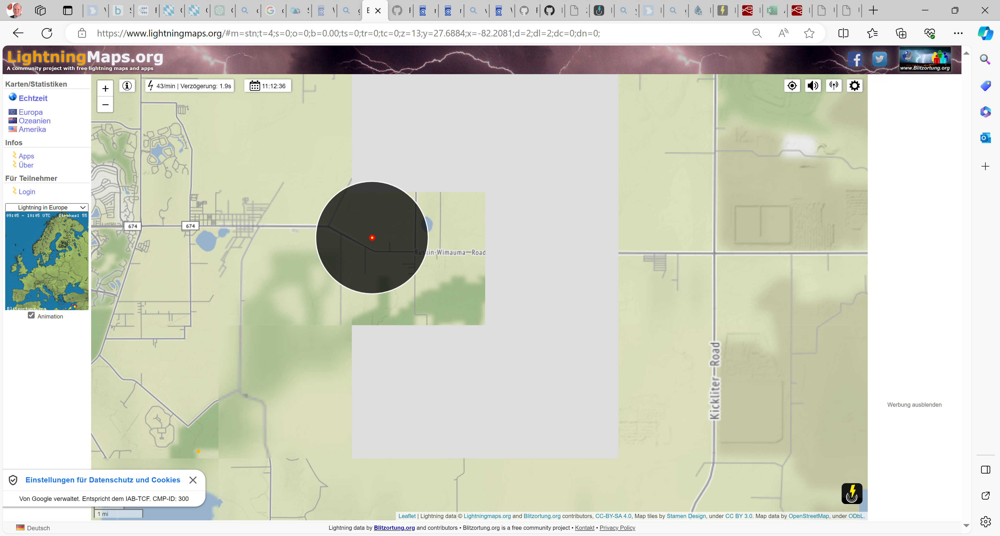 https://www.lightningmaps.org/#m=stn;t=4;s=0;o=0;b=0.00;ts=0;tr=0;tc=0;z=13;y=27.6884;x=-82.2081;d=2;dl=2;dc=0;dn=0;
LightningMaps.org
A community project with free lightning maps and apps
www.Blitzortung.org
Karten/Statistiken
Echtzeit
Europa
Ozeanien
Amerika
Infos
Apps
Über
Für Teilnehmer
Login
Lightning in Europe
09:05 - 10:05 UTC Strokes: 55
Blitzortung.org
Animation
+
−
43/min | Verzögerung: 1.9s
11:12:36
674
674
Ruskin-Wimauma—Road
Kickliter—Road
Werbung ausblenden
Einstellungen für Datenschutz und Cookies
Von Google verwaltet. Entspricht dem IAB-TCF. CMP-ID: 300
1 mi
Leaflet | Lightning data © Lightningmaps.org and Blitzortung.org contributors, CC-BY-SA 4.0, Map tiles by Stamen Design, under CC BY 3.0. Map data by OpenStreetMap, under ODbL.
Deutsch
Lightning data by Blitzortung.org and contributors • Blitzortung.org is a free community project • Kontakt • Privacy Policy